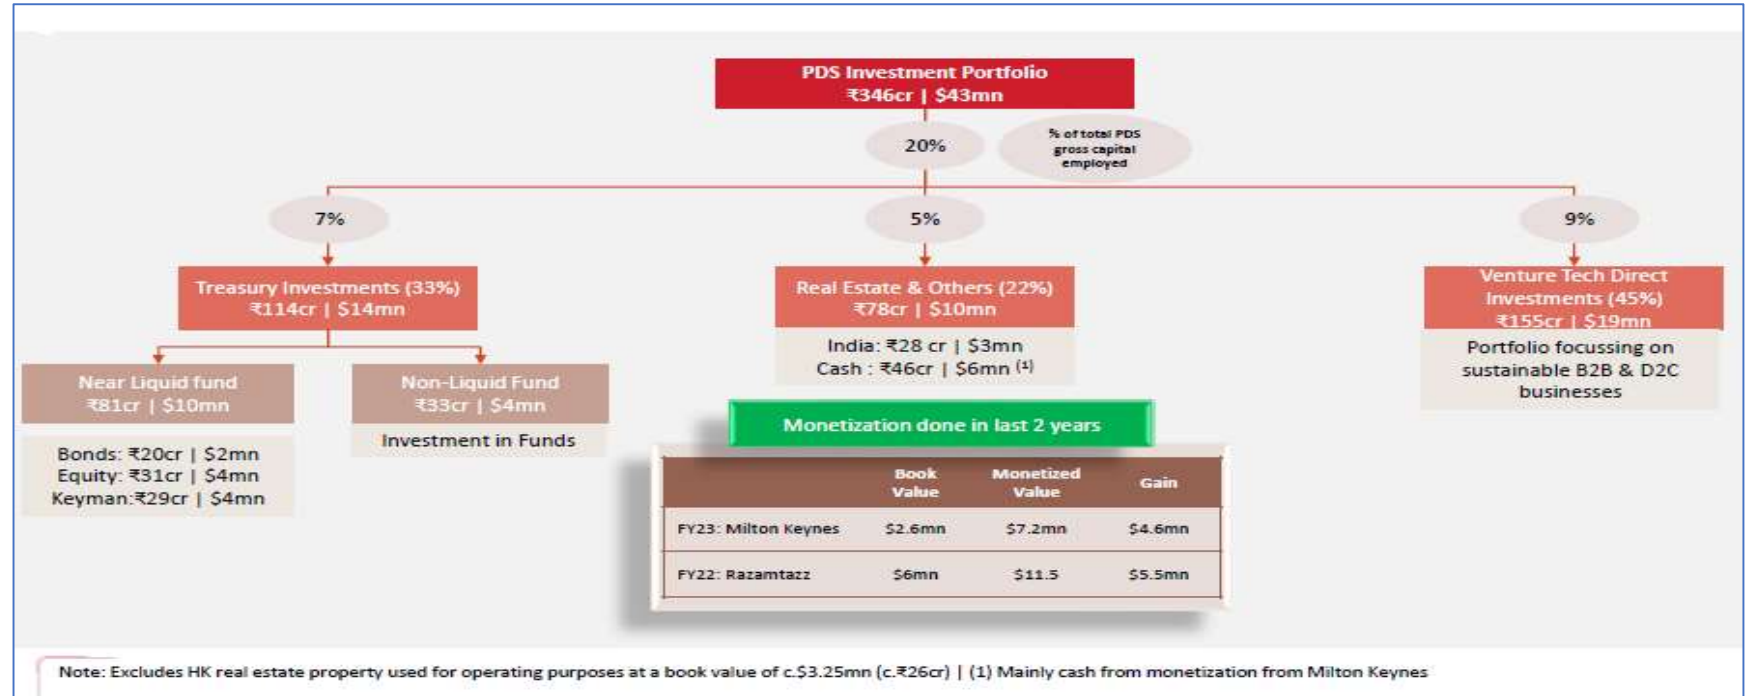 PDS Investment Portfolio
₹346cr | $43mn
20%
% of total PDS
gross capital
employed
7%
5%
9%
Treasury Investments (33%)
₹114cr | $14mn
Real Estate & Others (22%)
₹78cr | $10mn
Venture Tech Direct
Investments (45%)
₹155cr | $19mn
India: ₹28 cr | $3mn
Cash : ₹46cr | $6mn (1)
Portfolio focussing on
sustainable B2B & D2C
businesses
Near Liquid fund
₹81cr | $10mn
Non-Liquid Fund
₹33cr | $4mn
Bonds: ₹20cr | $2mn
Equity: ₹31cr | $4mn
Keyman:₹29cr | $4mn
Investment in Funds
Monetization done in last 2 years
Book Value Monetized Value Gain
FY23: Milton Keynes $2.6mn $7.2mn $4.6mn
FY22: Razamtazz $6mn $11.5 $5.5mn
Note: Excludes HK real estate property used for operating purposes at a book value of c.$3.25mn (c.₹26cr) | (1) Mainly cash from monetization from Milton Keynes